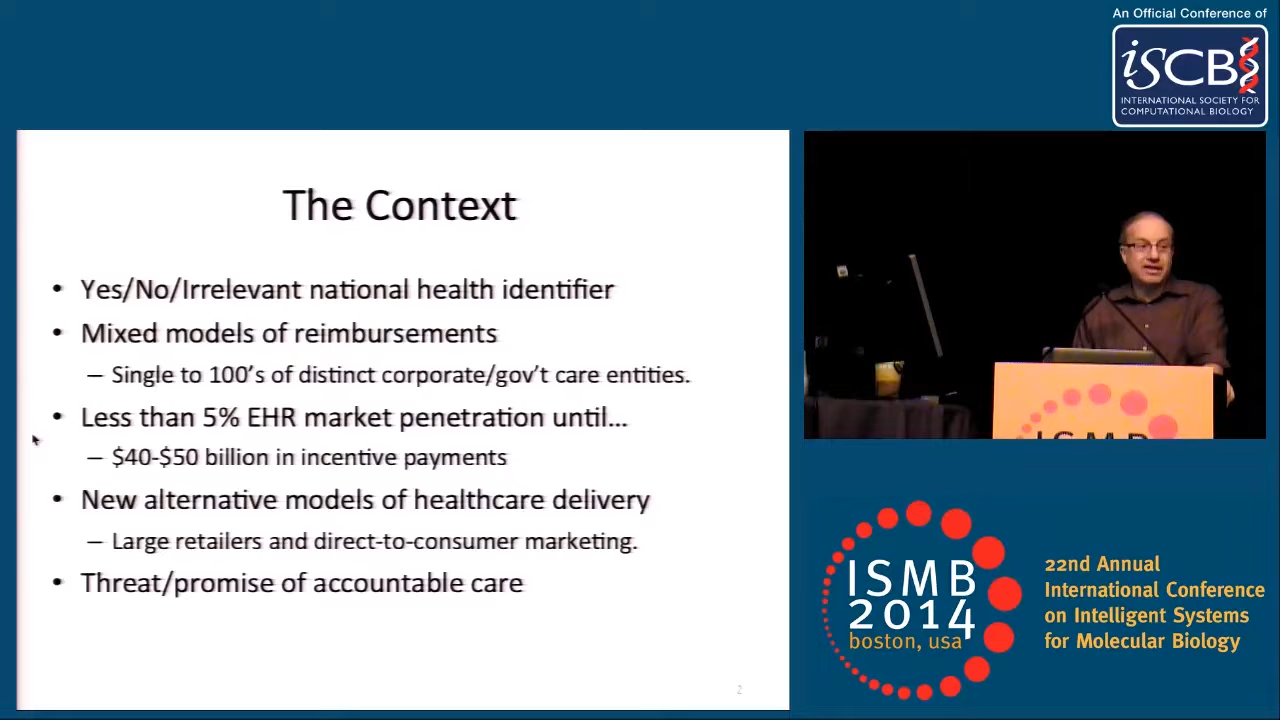 An Official Conference of
iSCB
INTERNATIONAL SOCIETY FOR
COMPUTATIONAL BIOLOGY
The Context
• Yes/No/Irrelevant national health identifier
• Mixed models of reimbursements
– Single to 100's of distinct corporate/gov't care entities.
• Less than 5% EHR market penetration until...
– $40-$50 billion in incentive payments
• New alternative models of healthcare delivery
– Large retailers and direct-to-consumer marketing.
• Threat/promise of accountable care
2
ISMB
ISMB
2014
boston, usa
22nd Annual
International Conference
on Intelligent Systems
for Molecular Biology